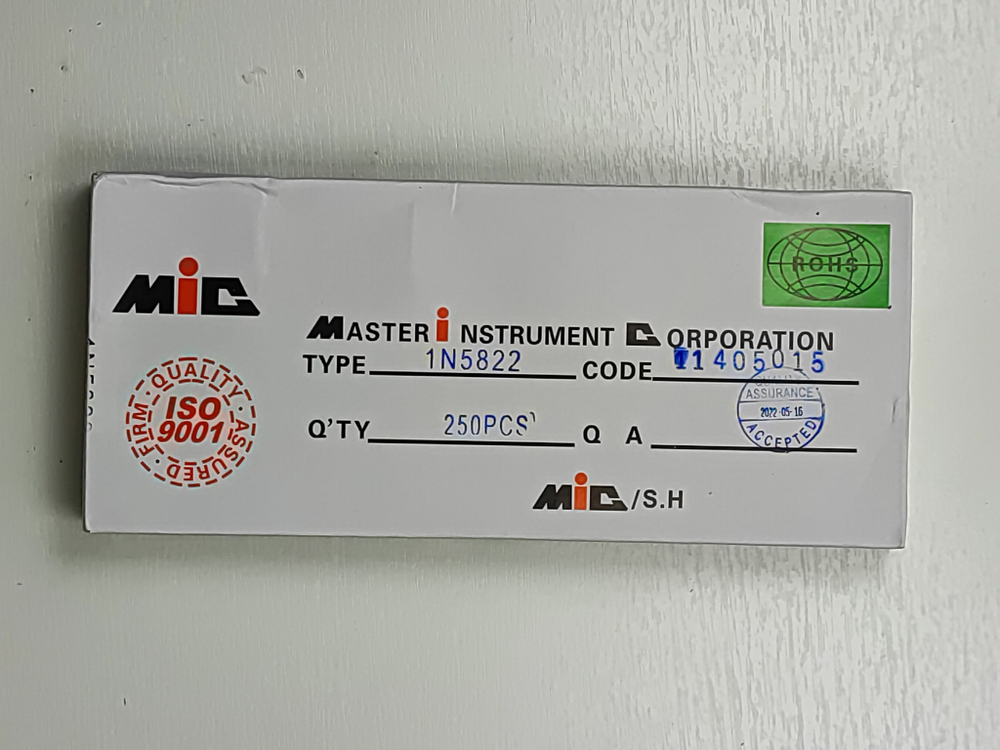 ROHS
MiC
MASTER iNSTRUMENT CORPORATION
TYPE 1N5822 CODE 11405015
FIRM · QUALITY · ASSURED
ISO
9001
Q'TY 250PCS Q A
ASSURANCE
2022-05-16
ACCEPTED
MiC/S.H